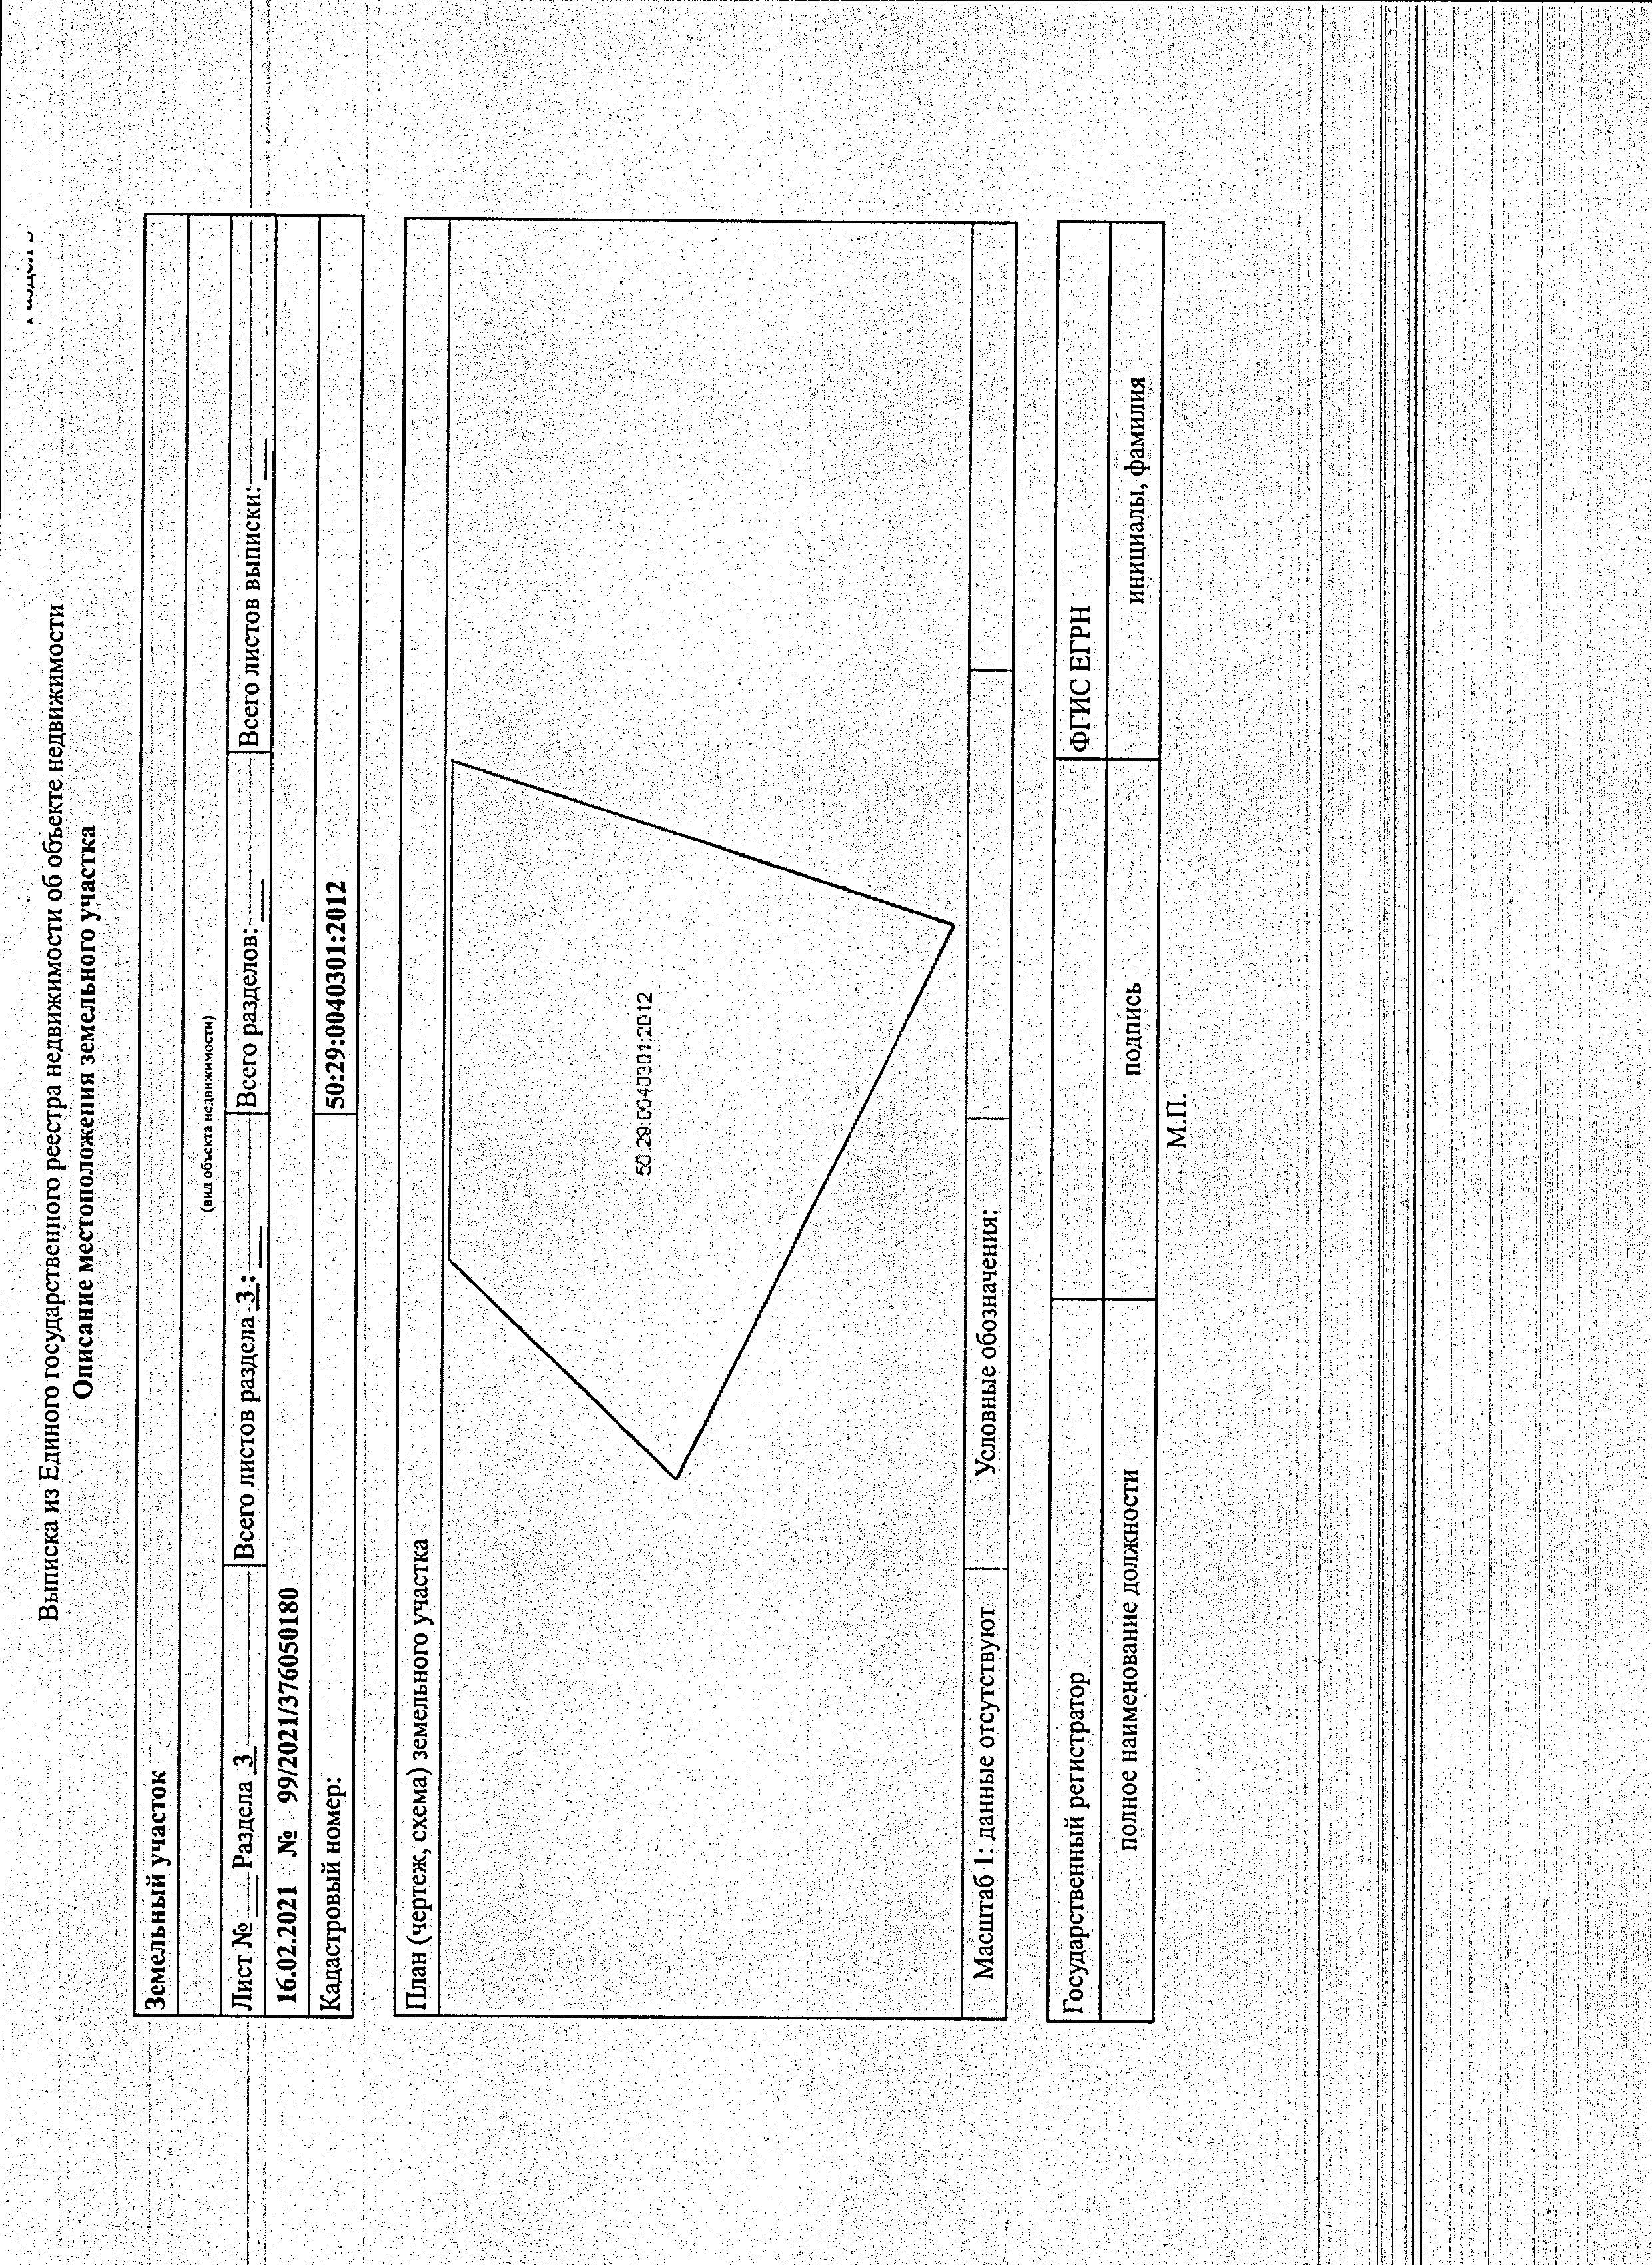 Выписка из Единого государственного реестра недвижимости об объекте недвижимости
Описание местоположения земельного участка
Земельный участок
(вид объекта недвижимости)
Лист № ___ Раздела 3 Всего листов раздела 3 : ___ Всего разделов: ___ Всего листов выписки: ___
16.02.2021 № 99/2021/376050180
Кадастровый номер: 50:29:0040301:2012
План (чертеж, схема) земельного участка
50:29:0040301:2012
Масштаб 1: данные отсутствуют Условные обозначения:
Государственный регистратор ФГИС ЕГРН
полное наименование должности подпись инициалы, фамилия
М.П.